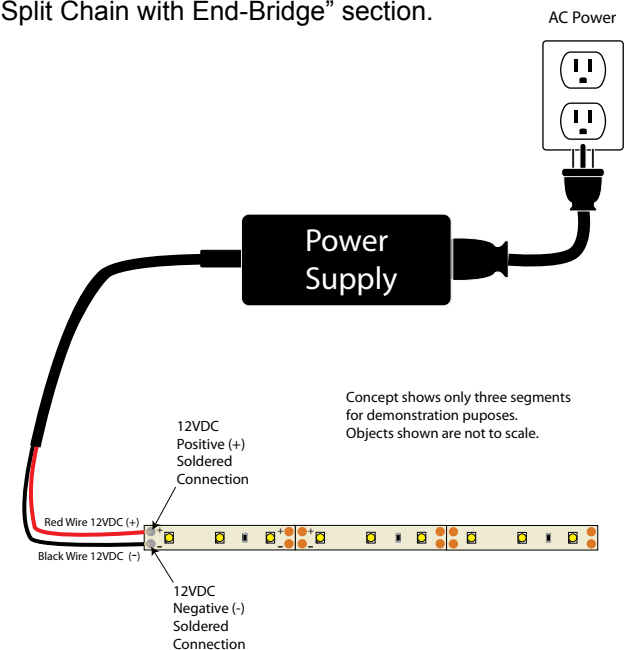 Split Chain with End-Bridge” section.
AC Power
Power
Supply
Concept shows only three segments
for demonstration puposes.
Objects shown are not to scale.
12VDC
Positive (+)
Soldered
Connection
Red Wire 12VDC (+)
Black Wire 12VDC (-)
+ + +
- - -
12VDC
Negative (-)
Soldered
Connection